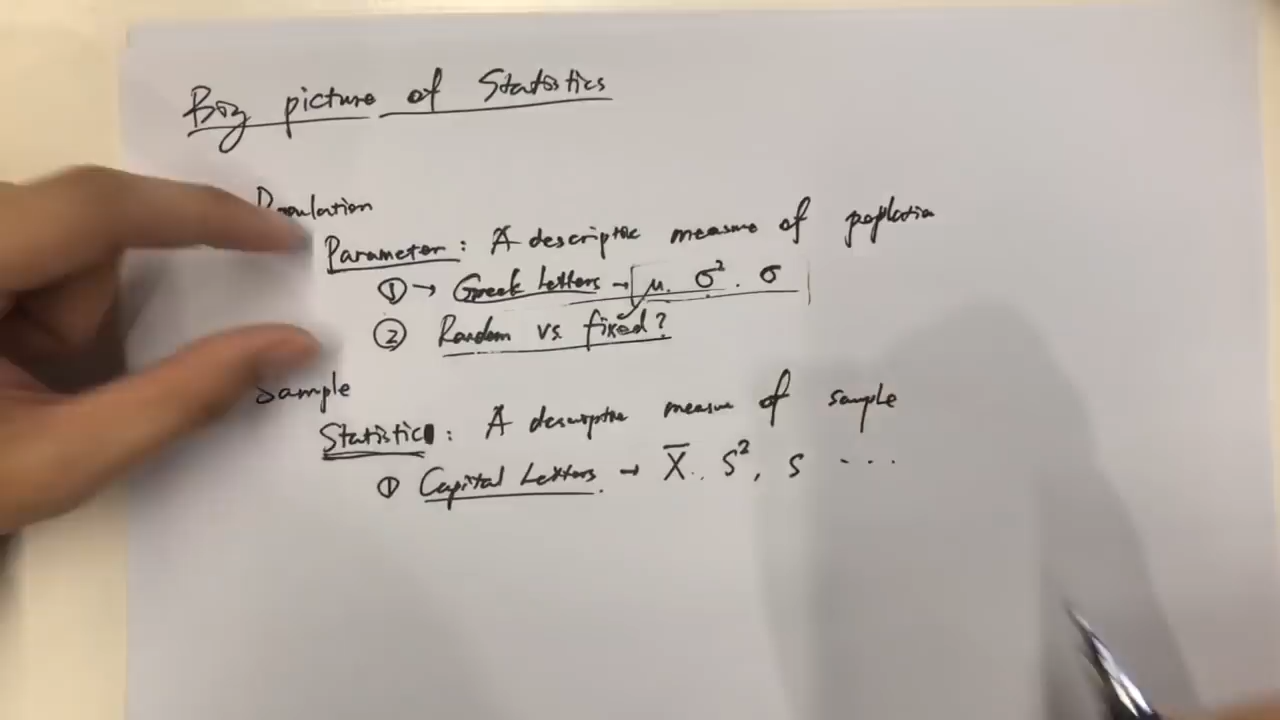 Big picture of Statistics
Population
Parameter : A descriptive measure of population
① → Greek Letters → μ, σ², σ
② Random vs fixed?
Sample
Statistic : A descriptive measure of sample
① Capital Letters → X̄, S², S ...